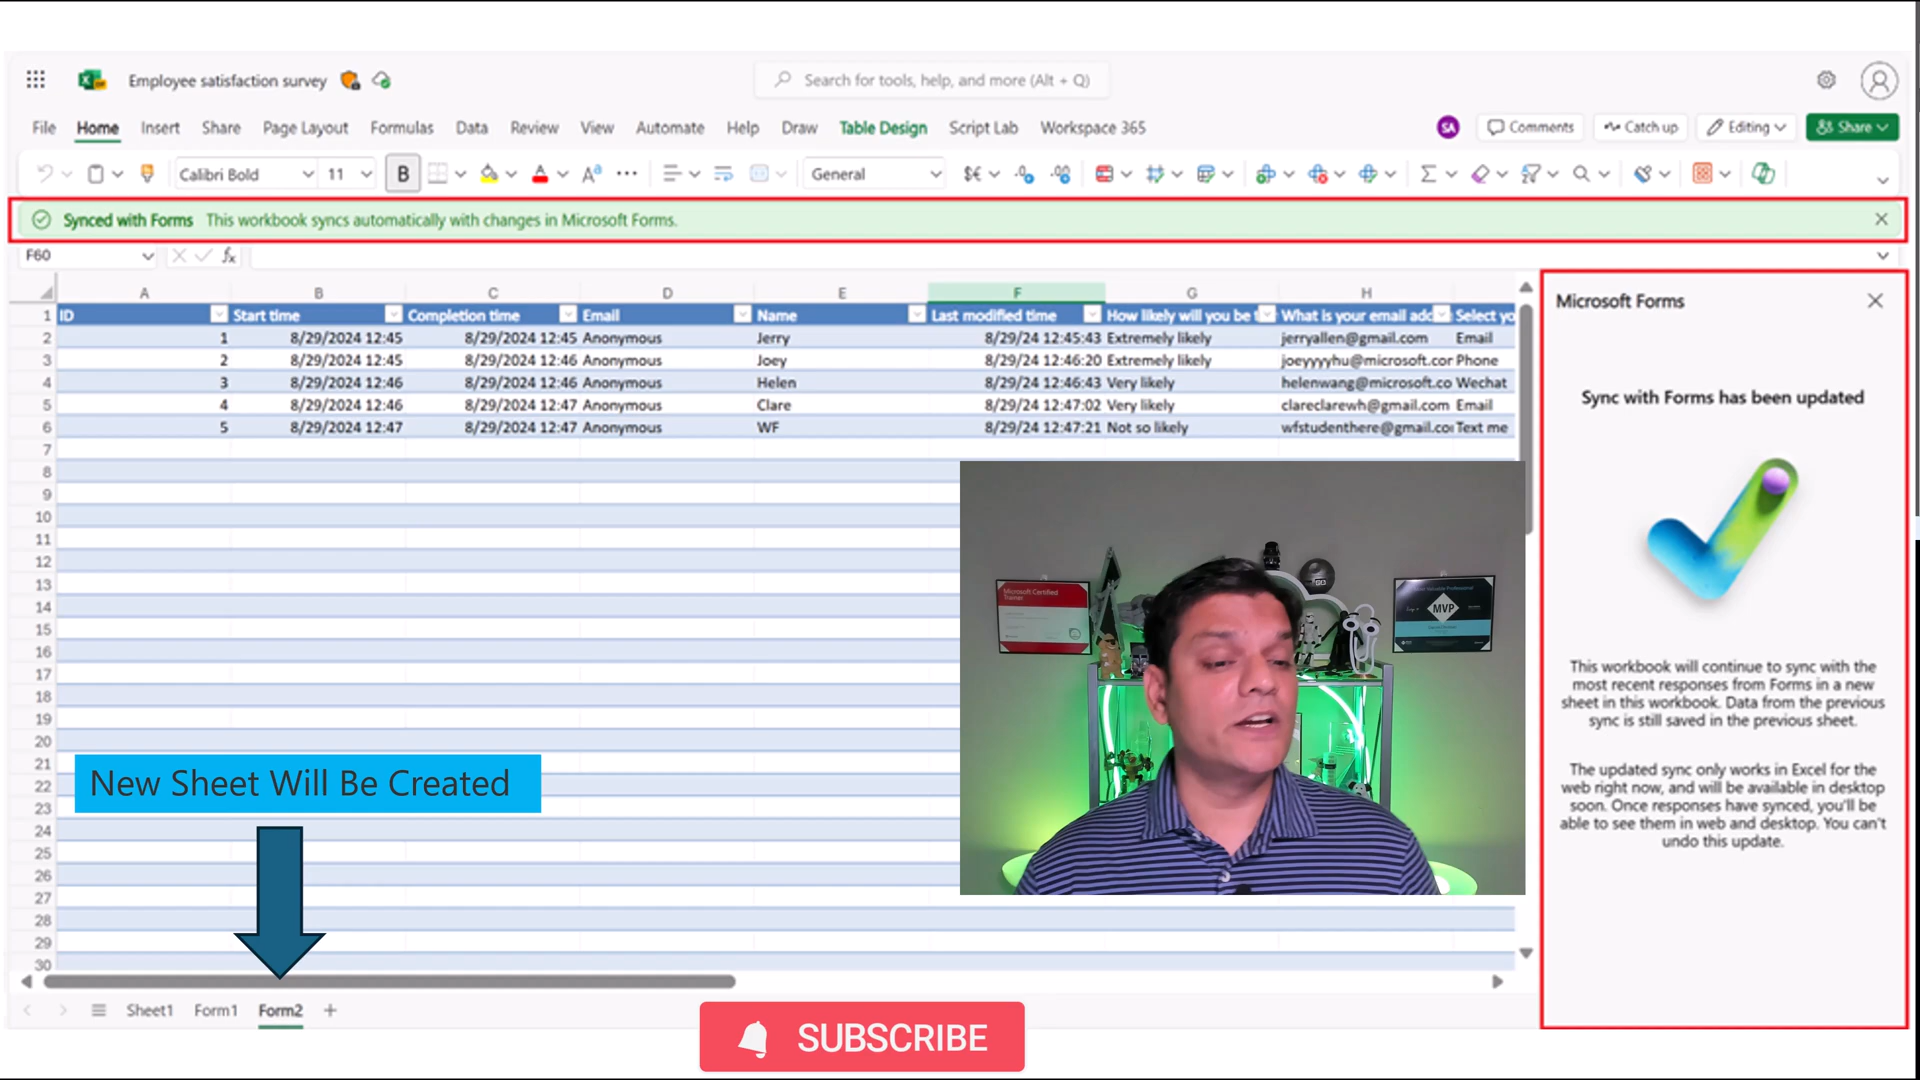 Employee satisfaction survey
Search for tools, help, and more (Alt + Q)
File Home Insert Share Page Layout Formulas Data Review View Automate Help Draw Table Design Script Lab Workspace 365
SA Comments Catch up Editing Share
Calibri Bold 11 B General
Synced with Forms This workbook syncs automatically with changes in Microsoft Forms.
F60 fx
A B C D E F G H
1 ID Start time Completion time Email Name Last modified time How likely will you be t What is your email add Select yo
2 1 8/29/2024 12:45 8/29/2024 12:45 Anonymous Jerry 8/29/24 12:45:43 Extremely likely jerryallen@gmail.com Email
3 2 8/29/2024 12:45 8/29/2024 12:46 Anonymous Joey 8/29/24 12:46:20 Extremely likely joeyyyyhu@microsoft.cor Phone
4 3 8/29/2024 12:46 8/29/2024 12:46 Anonymous Helen 8/29/24 12:46:43 Very likely helenwang@microsoft.co Wechat
5 4 8/29/2024 12:46 8/29/2024 12:47 Anonymous Clare 8/29/24 12:47:02 Very likely clareclarewh@gmail.com Email
6 5 8/29/2024 12:47 8/29/2024 12:47 Anonymous WF 8/29/24 12:47:21 Not so likely wfstudenthere@gmail.co Text me
7
8
9
10
11
12
13
14
15
16
17
18
19
20
21
22
23
24
25
26
27
28
29
30
New Sheet Will Be Created
Microsoft Certified
Trainer
MVP
Microsoft Forms
Sync with Forms has been updated
This workbook will continue to sync with the
most recent responses from Forms in a new
sheet in this workbook. Data from the previous
sync is still saved in the previous sheet.
The updated sync only works in Excel for the
web right now, and will be available in desktop
soon. Once responses have synced, you'll be
able to see them in web and desktop. You can't
undo this update.
Sheet1 Form1 Form2
SUBSCRIBE